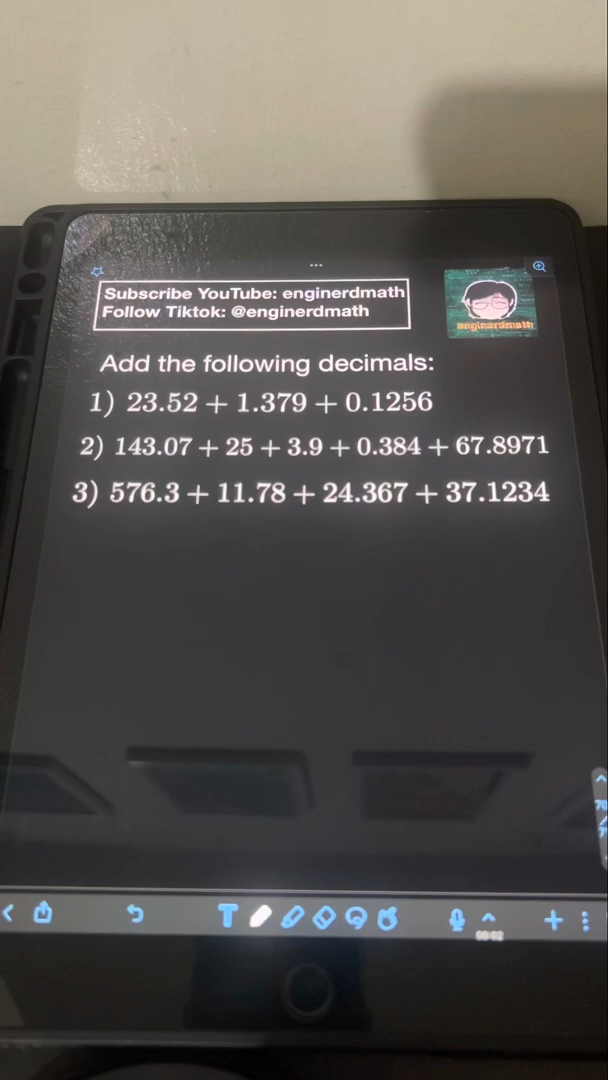 Subscribe YouTube: enginerdmath
Follow Tiktok: @enginerdmath
Add the following decimals:
1) 23.52 + 1.379 + 0.1256
2) 143.07 + 25 + 3.9 + 0.384 + 67.8971
3) 576.3 + 11.78 + 24.367 + 37.1234
T